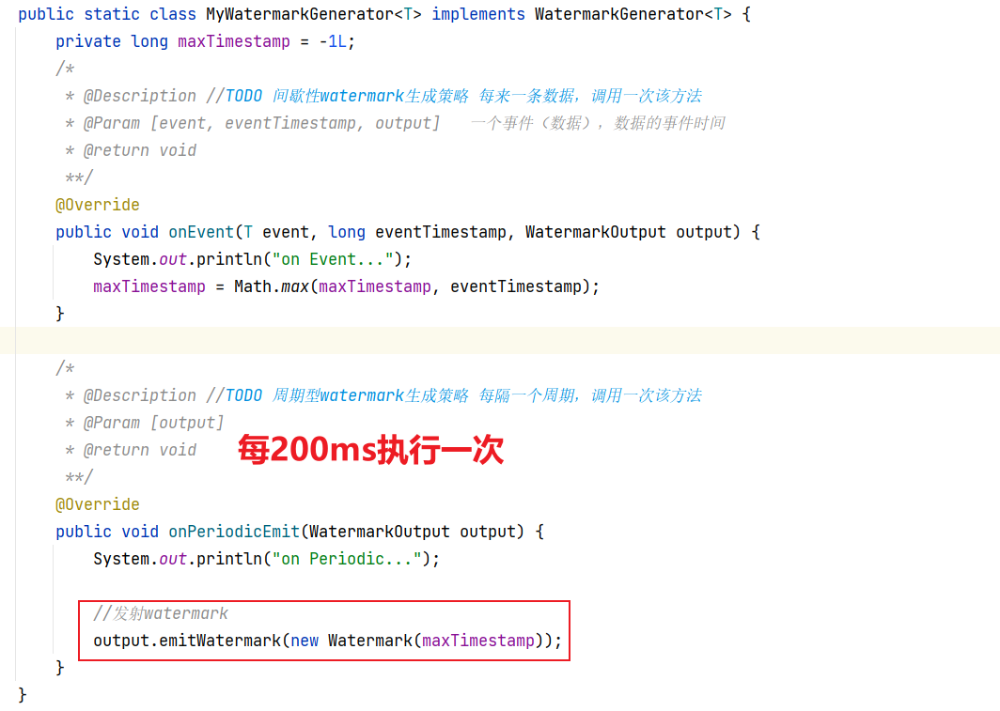 public static class MyWatermarkGenerator<T> implements WatermarkGenerator<T> {
private long maxTimestamp = -1L;
/*
* @Description //TODO 间歇性watermark生成策略 每来一条数据，调用一次该方法
* @Param [event, eventTimestamp, output]   一个事件（数据），数据的事件时间
* @return void
**/
@Override
public void onEvent(T event, long eventTimestamp, WatermarkOutput output) {
System.out.println("on Event...");
maxTimestamp = Math.max(maxTimestamp, eventTimestamp);
}
/*
* @Description //TODO 周期型watermark生成策略 每隔一个周期，调用一次该方法
* @Param [output]
* @return void
每200ms执行一次
**/
@Override
public void onPeriodicEmit(WatermarkOutput output) {
System.out.println("on Periodic...");
//发射watermark
output.emitWatermark(new Watermark(maxTimestamp));
}
}